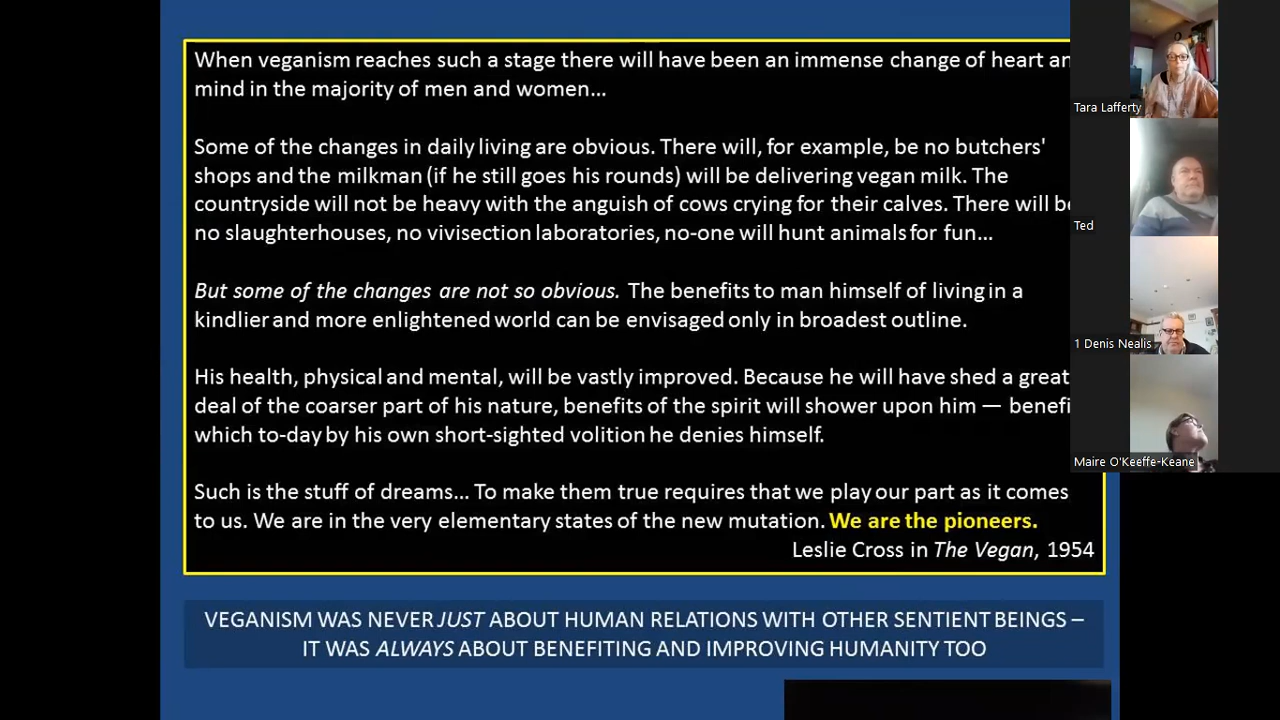 When veganism reaches such a stage there will have been an immense change of heart an
mind in the majority of men and women...
Some of the changes in daily living are obvious. There will, for example, be no butchers'
shops and the milkman (if he still goes his rounds) will be delivering vegan milk. The
countryside will not be heavy with the anguish of cows crying for their calves. There will be
no slaughterhouses, no vivisection laboratories, no-one will hunt animals for fun...
But some of the changes are not so obvious. The benefits to man himself of living in a
kindlier and more enlightened world can be envisaged only in broadest outline.
His health, physical and mental, will be vastly improved. Because he will have shed a great
deal of the coarser part of his nature, benefits of the spirit will shower upon him — benefi
which to-day by his own short-sighted volition he denies himself.
Such is the stuff of dreams... To make them true requires that we play our part as it comes
to us. We are in the very elementary states of the new mutation. We are the pioneers.
Leslie Cross in The Vegan, 1954
VEGANISM WAS NEVER JUST ABOUT HUMAN RELATIONS WITH OTHER SENTIENT BEINGS –
IT WAS ALWAYS ABOUT BENEFITING AND IMPROVING HUMANITY TOO
Tara Lafferty
Ted
1 Denis Nealis
Maire O'Keeffe-Keane